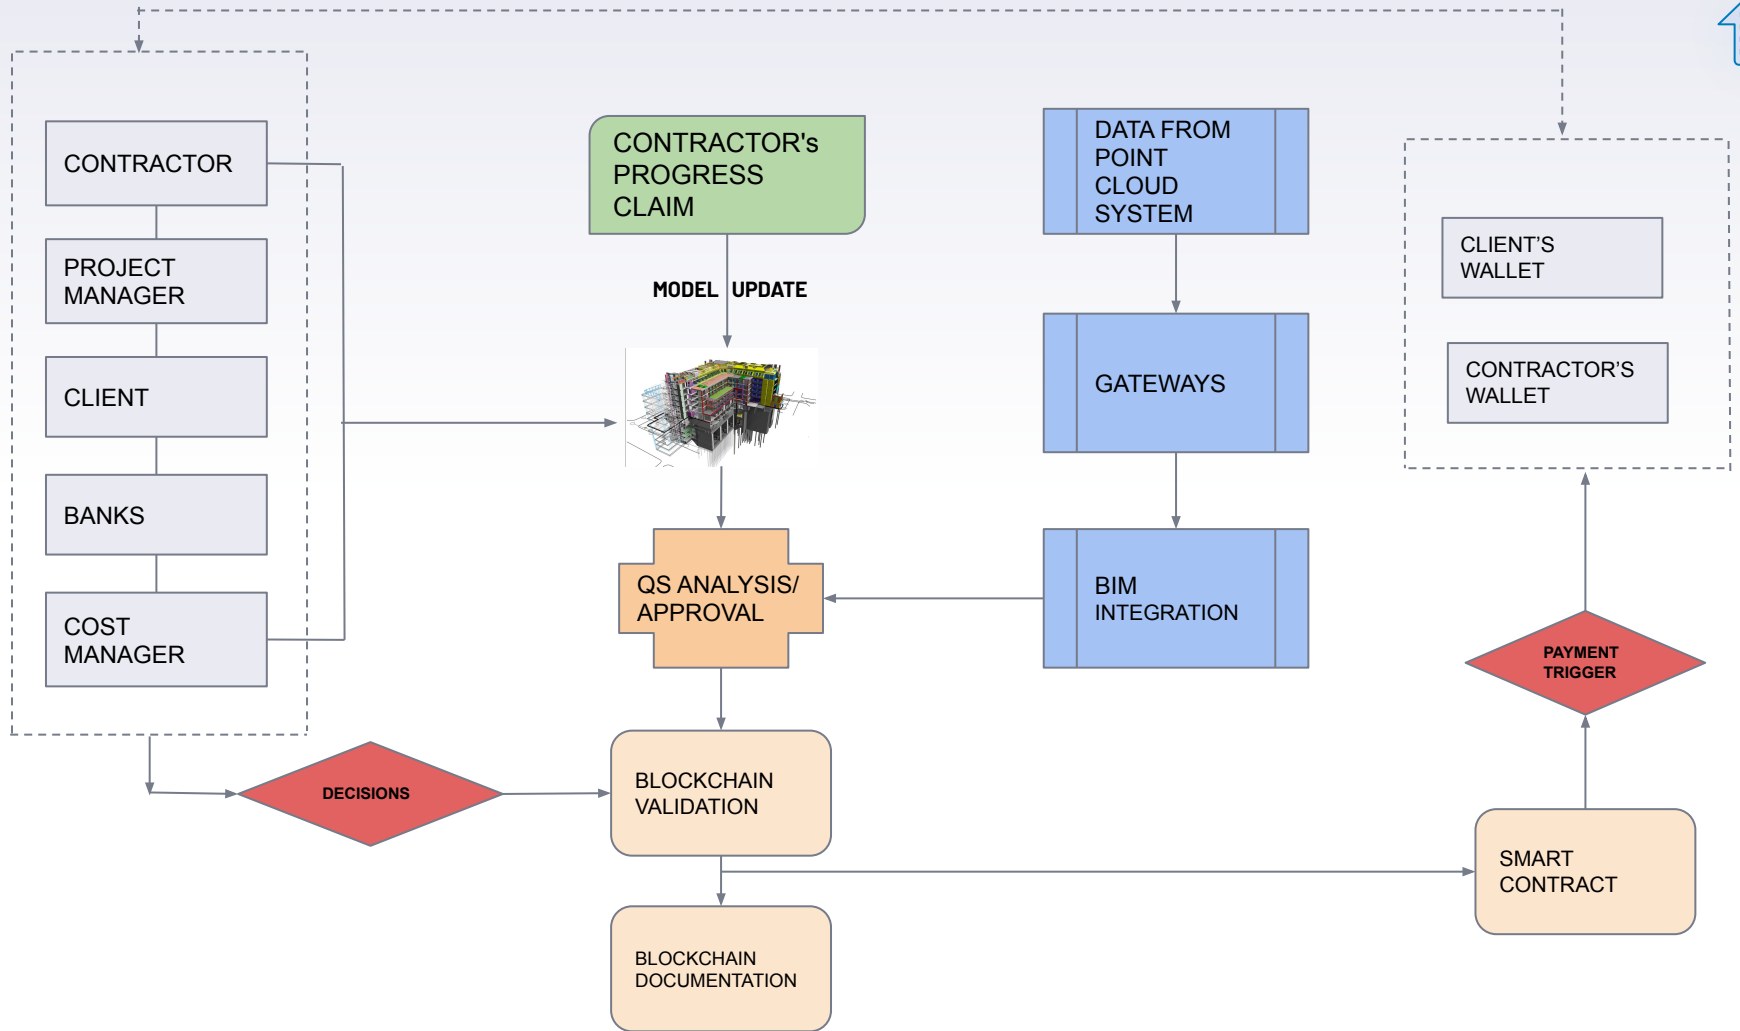 CONTRACTOR
PROJECT
MANAGER
CLIENT
BANKS
COST
MANAGER
CONTRACTOR's
PROGRESS
CLAIM
MODEL UPDATE
QS ANALYSIS/
APPROVAL
DATA FROM
POINT
CLOUD
SYSTEM
GATEWAYS
BIM
INTEGRATION
CLIENT’S
WALLET
CONTRACTOR’S
WALLET
PAYMENT
TRIGGER
DECISIONS
BLOCKCHAIN
VALIDATION
BLOCKCHAIN
DOCUMENTATION
SMART
CONTRACT